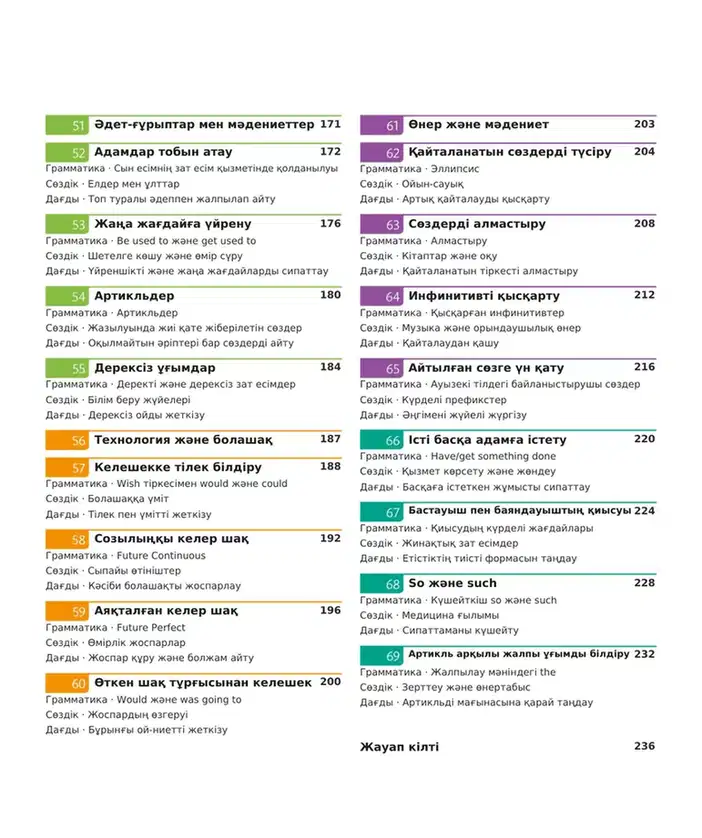 51 Әдет-ғұрыптар мен мәдениеттер 171
52 Адамдар тобын атау 172
Грамматика · Сын есімнің зат есім қызметінде қолданылуы
Сөздік · Елдер мен ұлттар
Дағды · Топ туралы әдеппен жалпылап айту
53 Жаңа жағдайға үйрену 176
Грамматика · Be used to және get used to
Сөздік · Шетелге көшу және өмір сүру
Дағды · Үйреншікті және жаңа жағдайларды сипаттау
54 Артикльдер 180
Грамматика · Артикльдер
Сөздік · Жазылуында жиі қате жіберілетін сөздер
Дағды · Оқылмайтын әріптері бар сөздерді айту
55 Дерексіз ұғымдар 184
Грамматика · Деректі және дерексіз зат есімдер
Сөздік · Білім беру жүйелері
Дағды · Дерексіз ойды жеткізу
56 Технология және болашақ 187
57 Келешекке тілек білдіру 188
Грамматика · Wish тіркесімен would және could
Сөздік · Болашаққа үміт
Дағды · Тілек пен үмітті жеткізу
58 Созылыңқы келер шақ 192
Грамматика · Future Continuous
Сөздік · Сыпайы өтініштер
Дағды · Кәсіби болашақты жоспарлау
59 Аяқталған келер шақ 196
Грамматика · Future Perfect
Сөздік · Өмірлік жоспарлар
Дағды · Жоспар құру және болжам айту
60 Өткен шақ тұрғысынан келешек 200
Грамматика · Would және was going to
Сөздік · Жоспардың өзгеруі
Дағды · Бұрынғы ой-ниетті жеткізу
61 Өнер және мәдениет 203
62 Қайталанатын сөздерді түсіру 204
Грамматика · Эллипсис
Сөздік · Ойын-сауық
Дағды · Артық қайталауды қысқарту
63 Сөздерді алмастыру 208
Грамматика · Алмастыру
Сөздік · Кітаптар және оқу
Дағды · Қайталанатын тіркесті алмастыру
64 Инфинитивті қысқарту 212
Грамматика · Қысқарған инфинитивтер
Сөздік · Музыка және орындаушылық өнер
Дағды · Қайталаудан қашу
65 Айтылған сөзге үн қату 216
Грамматика · Ауызекі тілдегі байланыстырушы сөздер
Сөздік · Күрделі префикстер
Дағды · Әңгімені жүйелі жүргізу
66 Істі басқа адамға істету 220
Грамматика · Have/get something done
Сөздік · Қызмет көрсету және жөндеу
Дағды · Басқаға істеткен жұмысты сипаттау
67 Бастауыш пен баяндауыштың қиысуы 224
Грамматика · Қиысудың күрделі жағдайлары
Сөздік · Жинақтық зат есімдер
Дағды · Етістіктің тиісті формасын таңдау
68 So және such 228
Грамматика · Күшейткіш so және such
Сөздік · Медицина ғылымы
Дағды · Сипаттаманы күшейту
69 Артикль арқылы жалпы ұғымды білдіру 232
Грамматика · Жалпылау мәніндегі the
Сөздік · Зерттеу және өнертабыс
Дағды · Артикльді мағынасына қарай таңдау
Жауап кілті 236